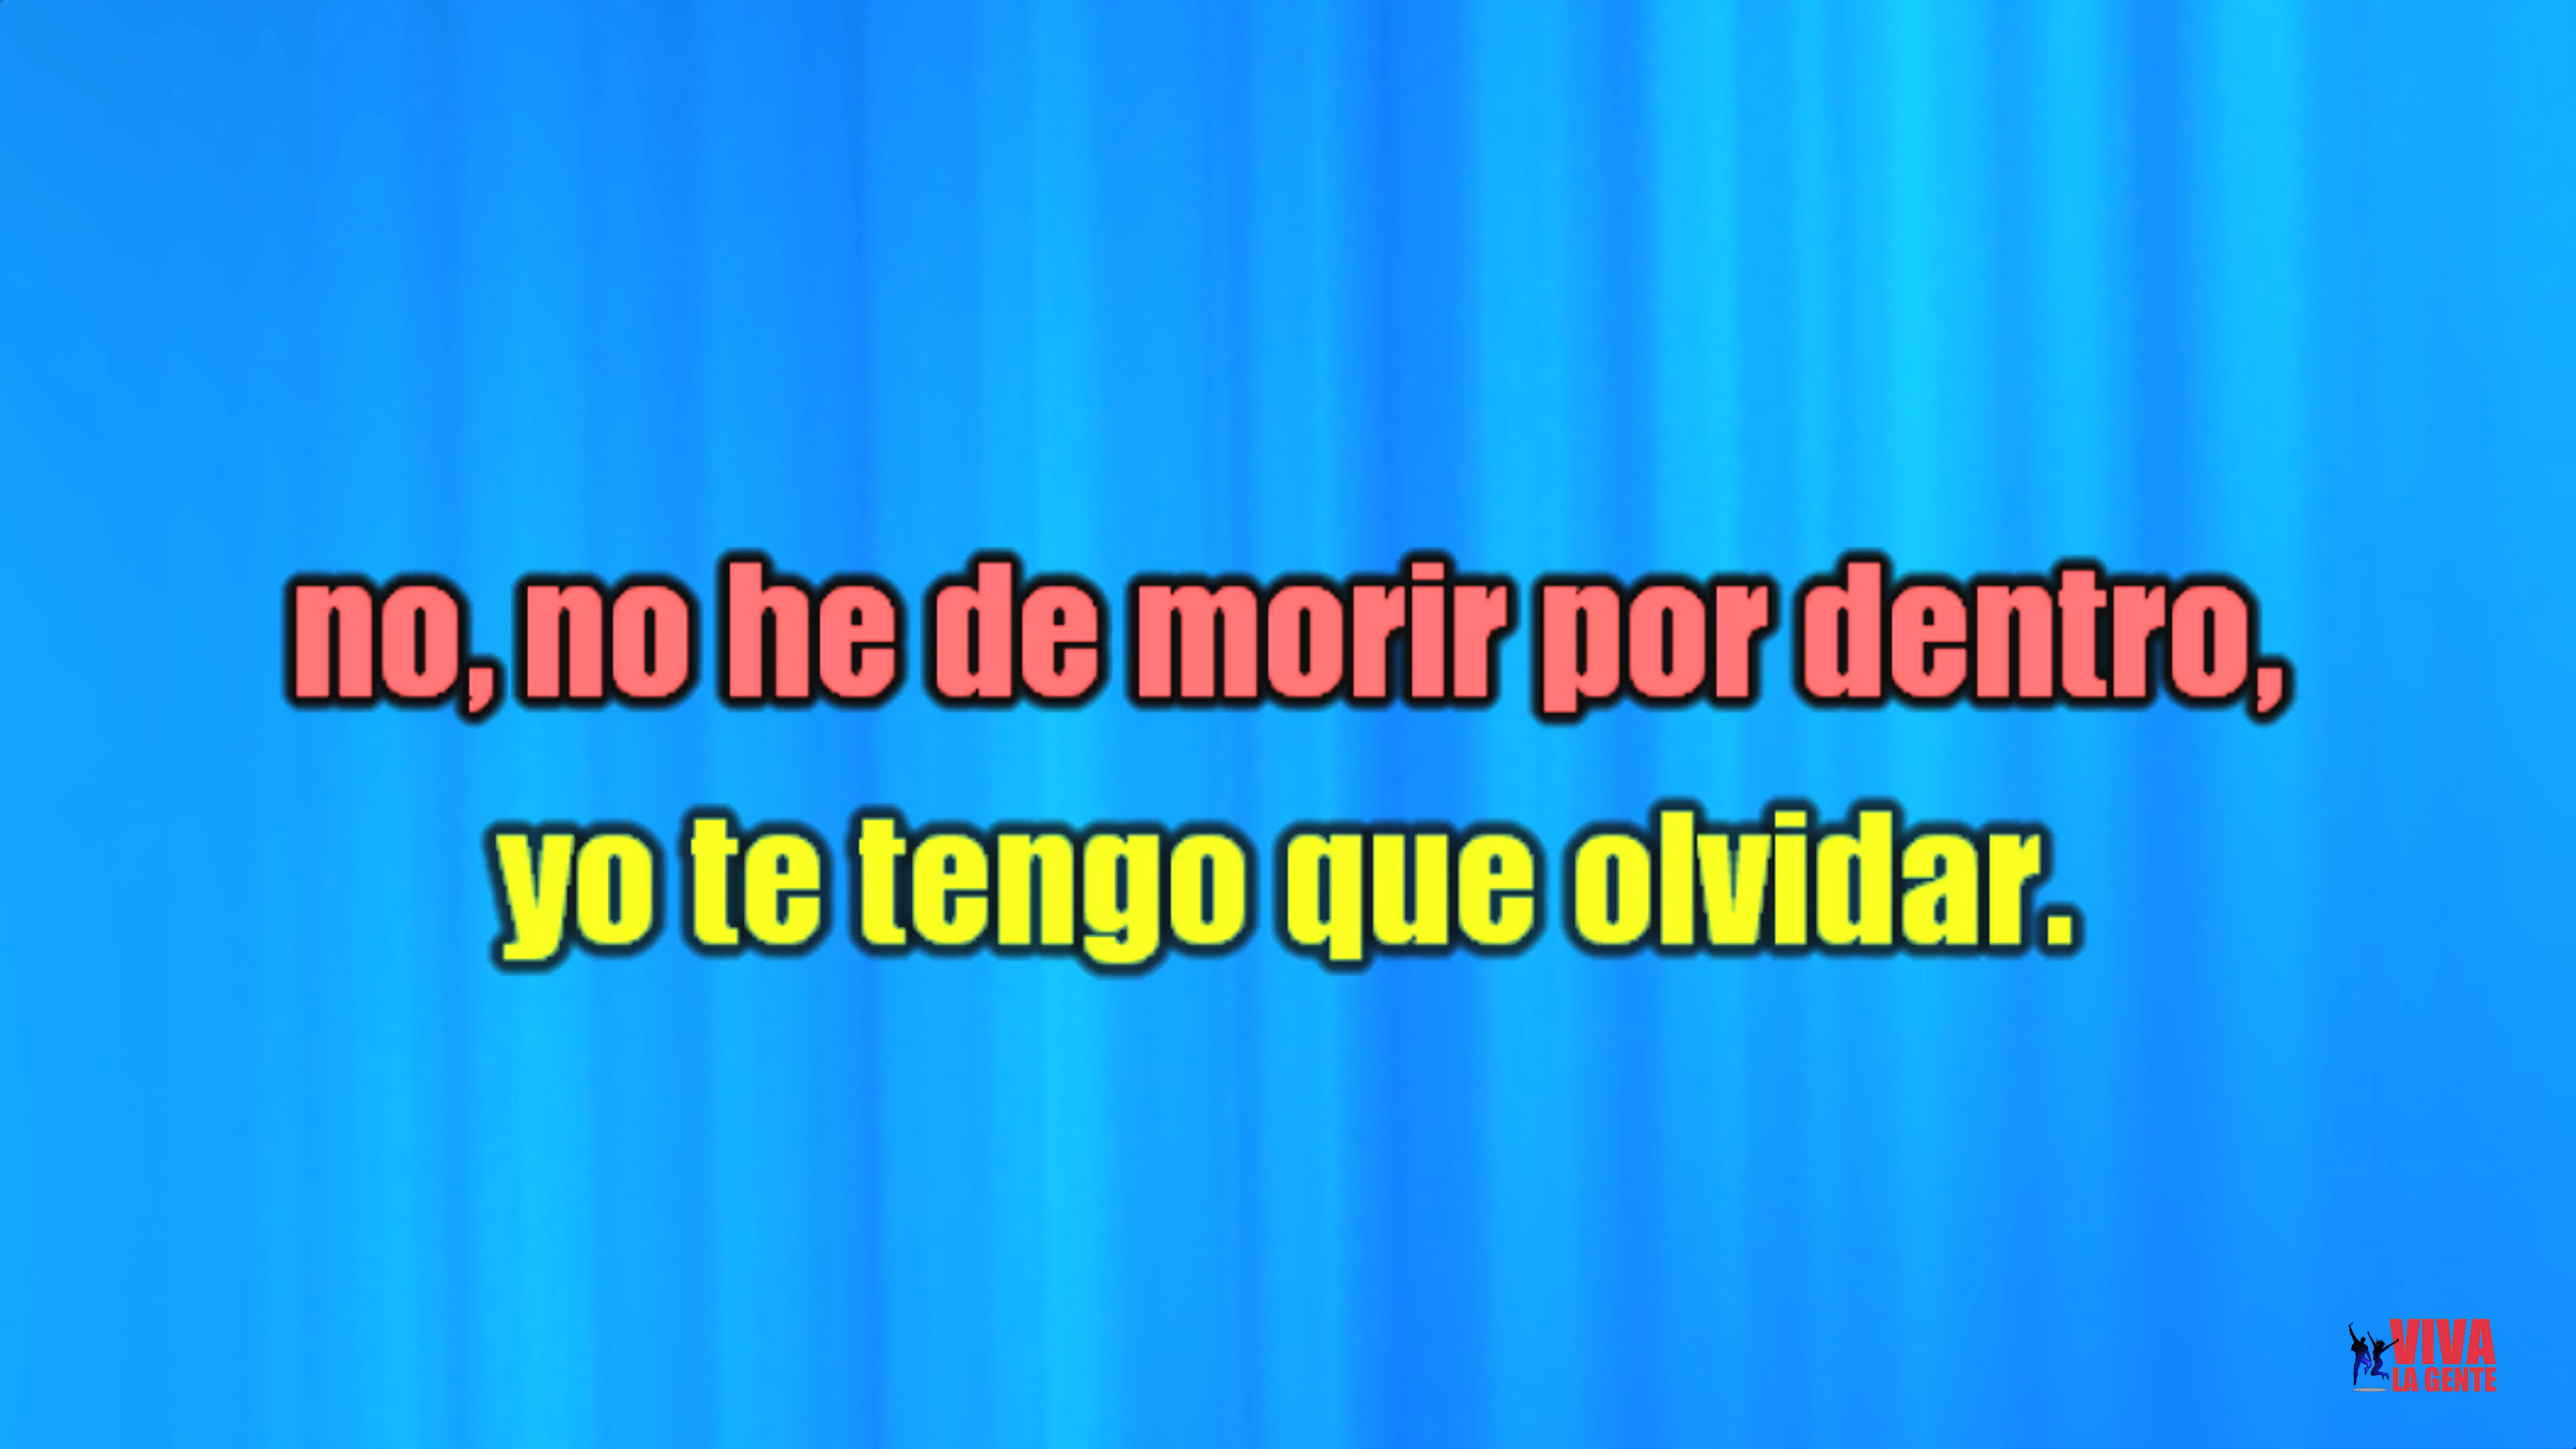 no, no he de morir por dentro,
yo te tengo que olvidar.
VIVA
LA GENTE